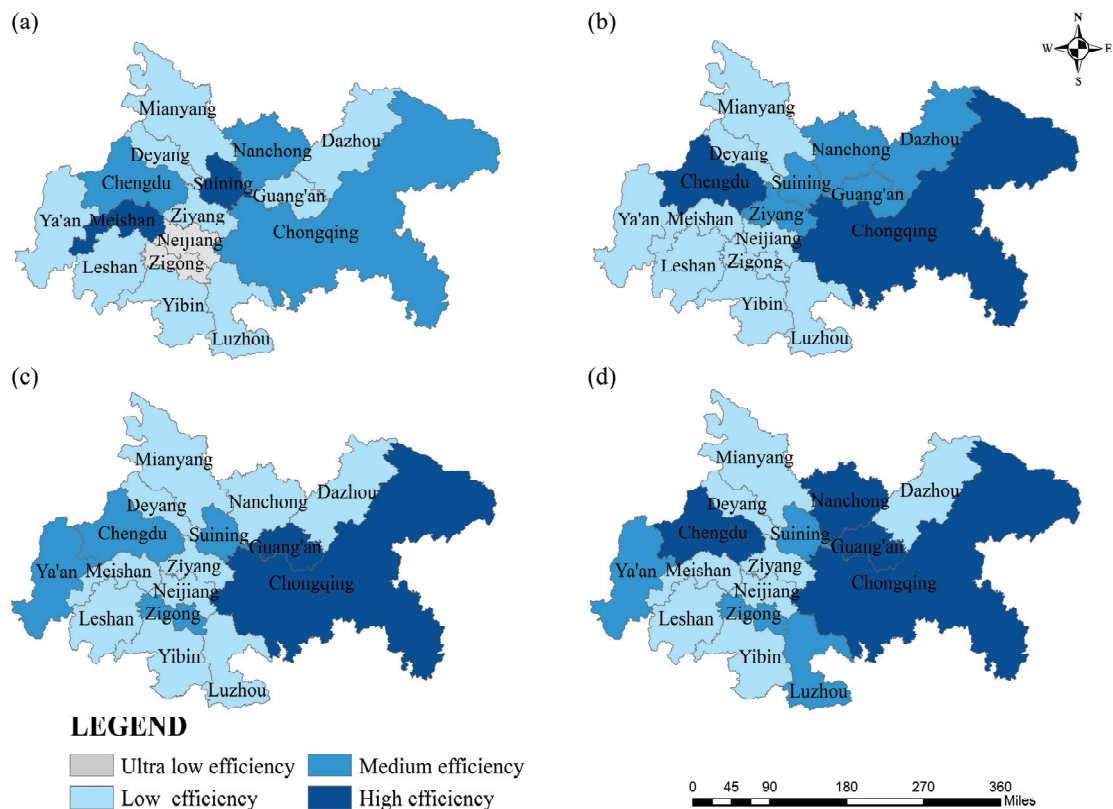 (a)
Mianyang
Deyang
Nanchong
Dazhou
Chengdu
Suining
Guang'an
Ya'an
Meishan
Ziyang
Neijiang
Chongqing
Leshan
Zigong
Yibin
Luzhou
(b)
N
W E
S
Mianyang
Deyang
Nanchong
Dazhou
Chengdu
Suining
Guang'an
Ya'an
Meishan
Ziyang
Neijiang
Chongqing
Leshan
Zigong
Yibin
Luzhou
(c)
Mianyang
Deyang
Nanchong
Dazhou
Chengdu
Suining
Guang'an
Ya'an
Meishan
Ziyang
Neijiang
Chongqing
Leshan
Zigong
Yibin
Luzhou
(d)
Mianyang
Deyang
Nanchong
Dazhou
Chengdu
Suining
Guang'an
Ya'an
Meishan
Ziyang
Neijiang
Chongqing
Leshan
Zigong
Yibin
Luzhou
LEGEND
Ultra low efficiency
Medium efficiency
Low efficiency
High efficiency
0 45 90 180 270 360
Miles